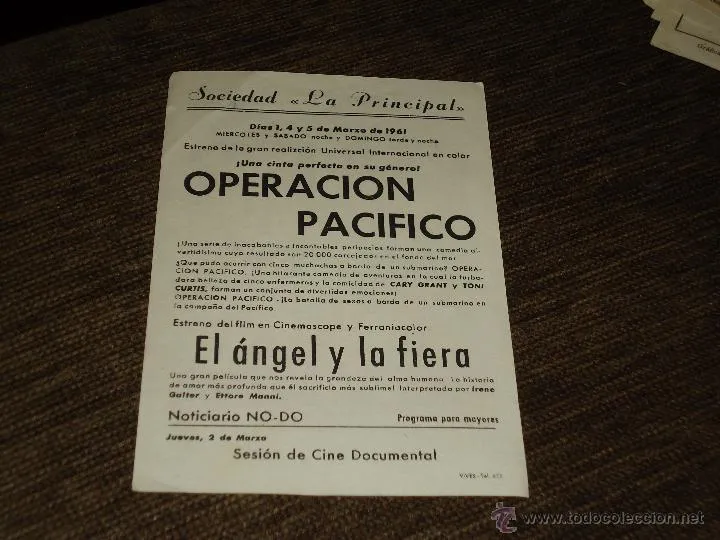 Sociedad «La Principal»
Días 1, 4 y 5 de Marzo de 1961
MIERCOLES y SABADO noche y DOMINGO tarde y noche
Estreno de la gran realizción Universal Internacional en color
¡Una cinta perfecta en su género!
OPERACION
PACIFICO
¡Una serie de inacabables e incontables peripecias forman una comedia di-
vertidísima cuyo resultado son 20.000 carcajadas en el fondo del mar
¿Qué puda ocurrir con cinco muchachas a bordo de un submarino? OPERA-
CION PACIFICO, ¡Una hilarante comedia de aventuras en la cual la turba-
dora belleza de cinco enfermeras y la comicidad de CARY GRANT y TONI
CURTIS, forman un conjunto de divertidas emociones!
OPERACION PACIFICO - ¡La batalla de sexos a bordo de un submarino en
la campaña del Pacífico.
Estreno del film en Cinemascope y Ferraniacolor
El ángel y la fiera
Una gran película que nos revela la grandeza del alma humana. La historia
de amor más profunda que él sacrificio más sublime! Interpretada por Irene
Galter y Ettore Manni.
Noticiario NO-DO Programa para mayores
Jueves, 2 de Marzo
Sesión de Cine Documental
VIVES.-Tel.
© www.todocoleccion.net